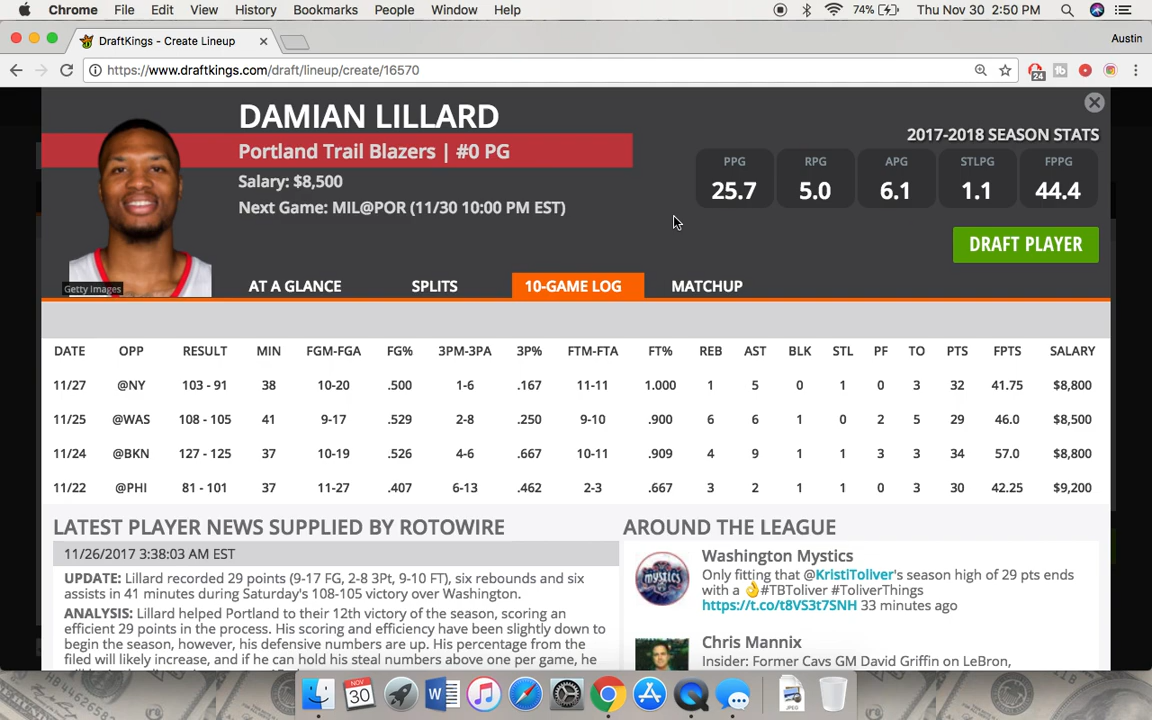 Chrome File Edit View History Bookmarks People Window Help 74% Thu Nov 30 2:50 PM
DraftKings - Create Lineup Austin
https://www.draftkings.com/draft/lineup/create/16570 24
DAMIAN LILLARD
Portland Trail Blazers | #0 PG
Salary: $8,500
Next Game: MIL@POR (11/30 10:00 PM EST)
2017-2018 SEASON STATS
PPG RPG APG STLPG FPPG
25.7 5.0 6.1 1.1 44.4
DRAFT PLAYER
Getty Images
AT A GLANCE SPLITS 10-GAME LOG MATCHUP
DATE OPP RESULT MIN FGM-FGA FG% 3PM-3PA 3P% FTM-FTA FT% REB AST BLK STL PF TO PTS FPTS SALARY
11/27 @NY 103 - 91 38 10-20 .500 1-6 .167 11-11 1.000 1 5 0 1 0 3 32 41.75 $8,800
11/25 @WAS 108 - 105 41 9-17 .529 2-8 .250 9-10 .900 6 6 1 0 2 5 29 46.0 $8,500
11/24 @BKN 127 - 125 37 10-19 .526 4-6 .667 10-11 .909 4 9 1 1 3 3 34 57.0 $8,800
11/22 @PHI 81 - 101 37 11-27 .407 6-13 .462 2-3 .667 3 2 1 1 0 3 30 42.25 $9,200
LATEST PLAYER NEWS SUPPLIED BY ROTOWIRE
11/26/2017 3:38:03 AM EST
UPDATE: Lillard recorded 29 points (9-17 FG, 2-8 3Pt, 9-10 FT), six rebounds and six
assists in 41 minutes during Saturday's 108-105 victory over Washington.
ANALYSIS: Lillard helped Portland to their 12th victory of the season, scoring an
efficient 29 points in the process. His scoring and efficiency have been slightly down to
begin the season, however, his defensive numbers are up. His percentage from the
filed will likely increase, and if he can hold his steal numbers above one per game, he
AROUND THE LEAGUE
Washington Mystics
Only fitting that @KristiToliver's season high of 29 pts ends
with a 👌#TBToliver #ToliverThings
https://t.co/t8VS3t7SNH 33 minutes ago
Chris Mannix
Insider: Former Cavs GM David Griffin on LeBron,
NOV
30
JPEG